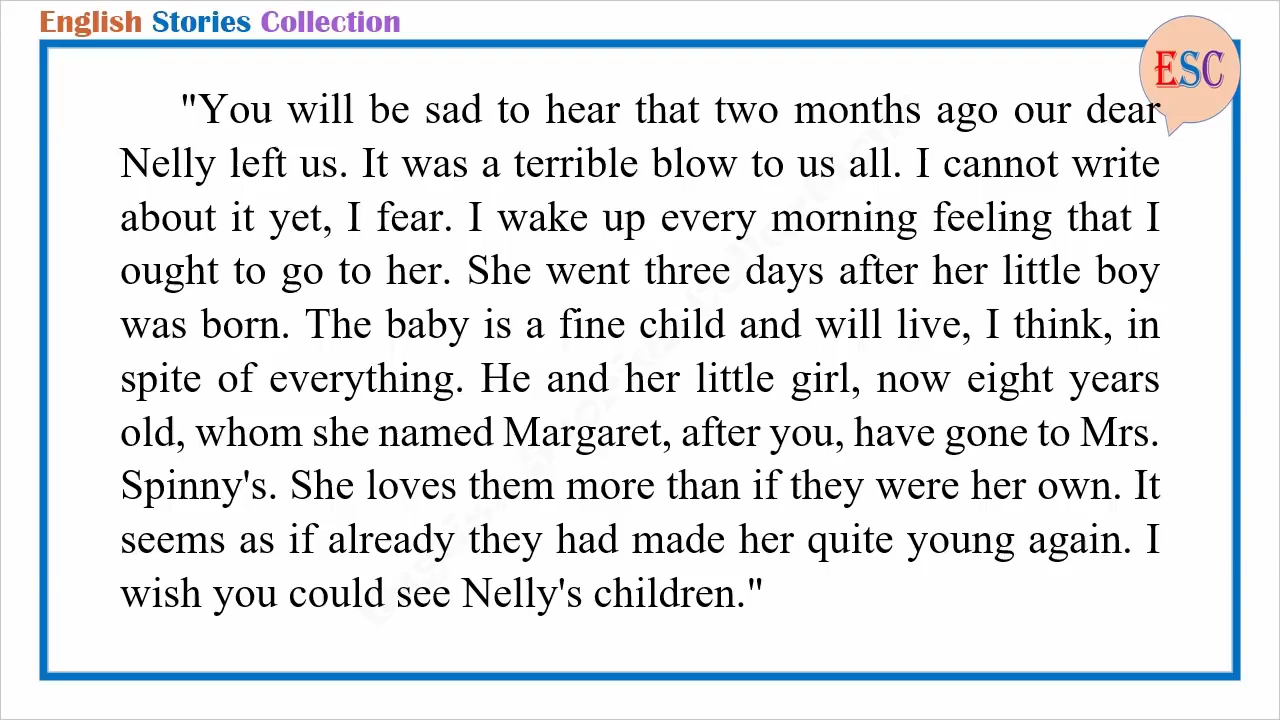 English Stories Collection
ESC
"You will be sad to hear that two months ago our dear
Nelly left us. It was a terrible blow to us all. I cannot write
about it yet, I fear. I wake up every morning feeling that I
ought to go to her. She went three days after her little boy
was born. The baby is a fine child and will live, I think, in
spite of everything. He and her little girl, now eight years
old, whom she named Margaret, after you, have gone to Mrs.
Spinny's. She loves them more than if they were her own. It
seems as if already they had made her quite young again. I
wish you could see Nelly's children."